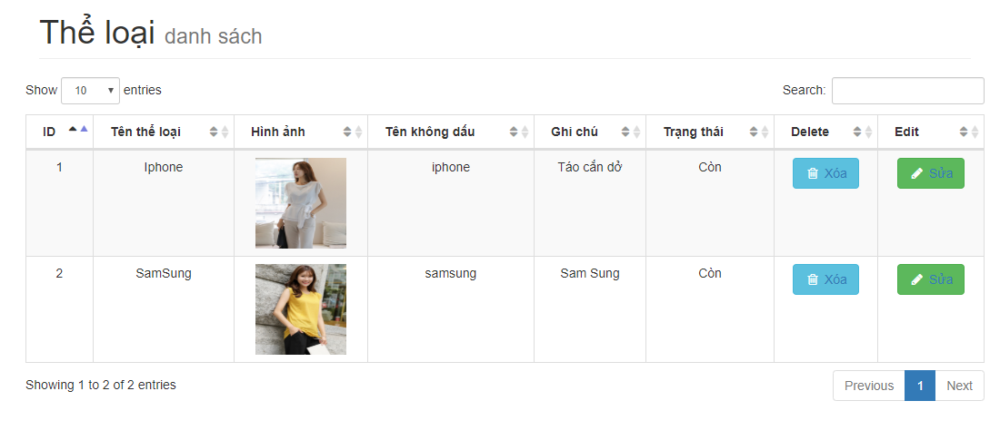 Thể loại danh sách
Show 10 entries Search:
ID Tên thể loại Hình ảnh Tên không dấu Ghi chú Trạng thái Delete Edit
1 Iphone iphone Táo cắn dở Còn Xóa Sửa
2 SamSung samsung Sam Sung Còn Xóa Sửa
Showing 1 to 2 of 2 entries Previous 1 Next